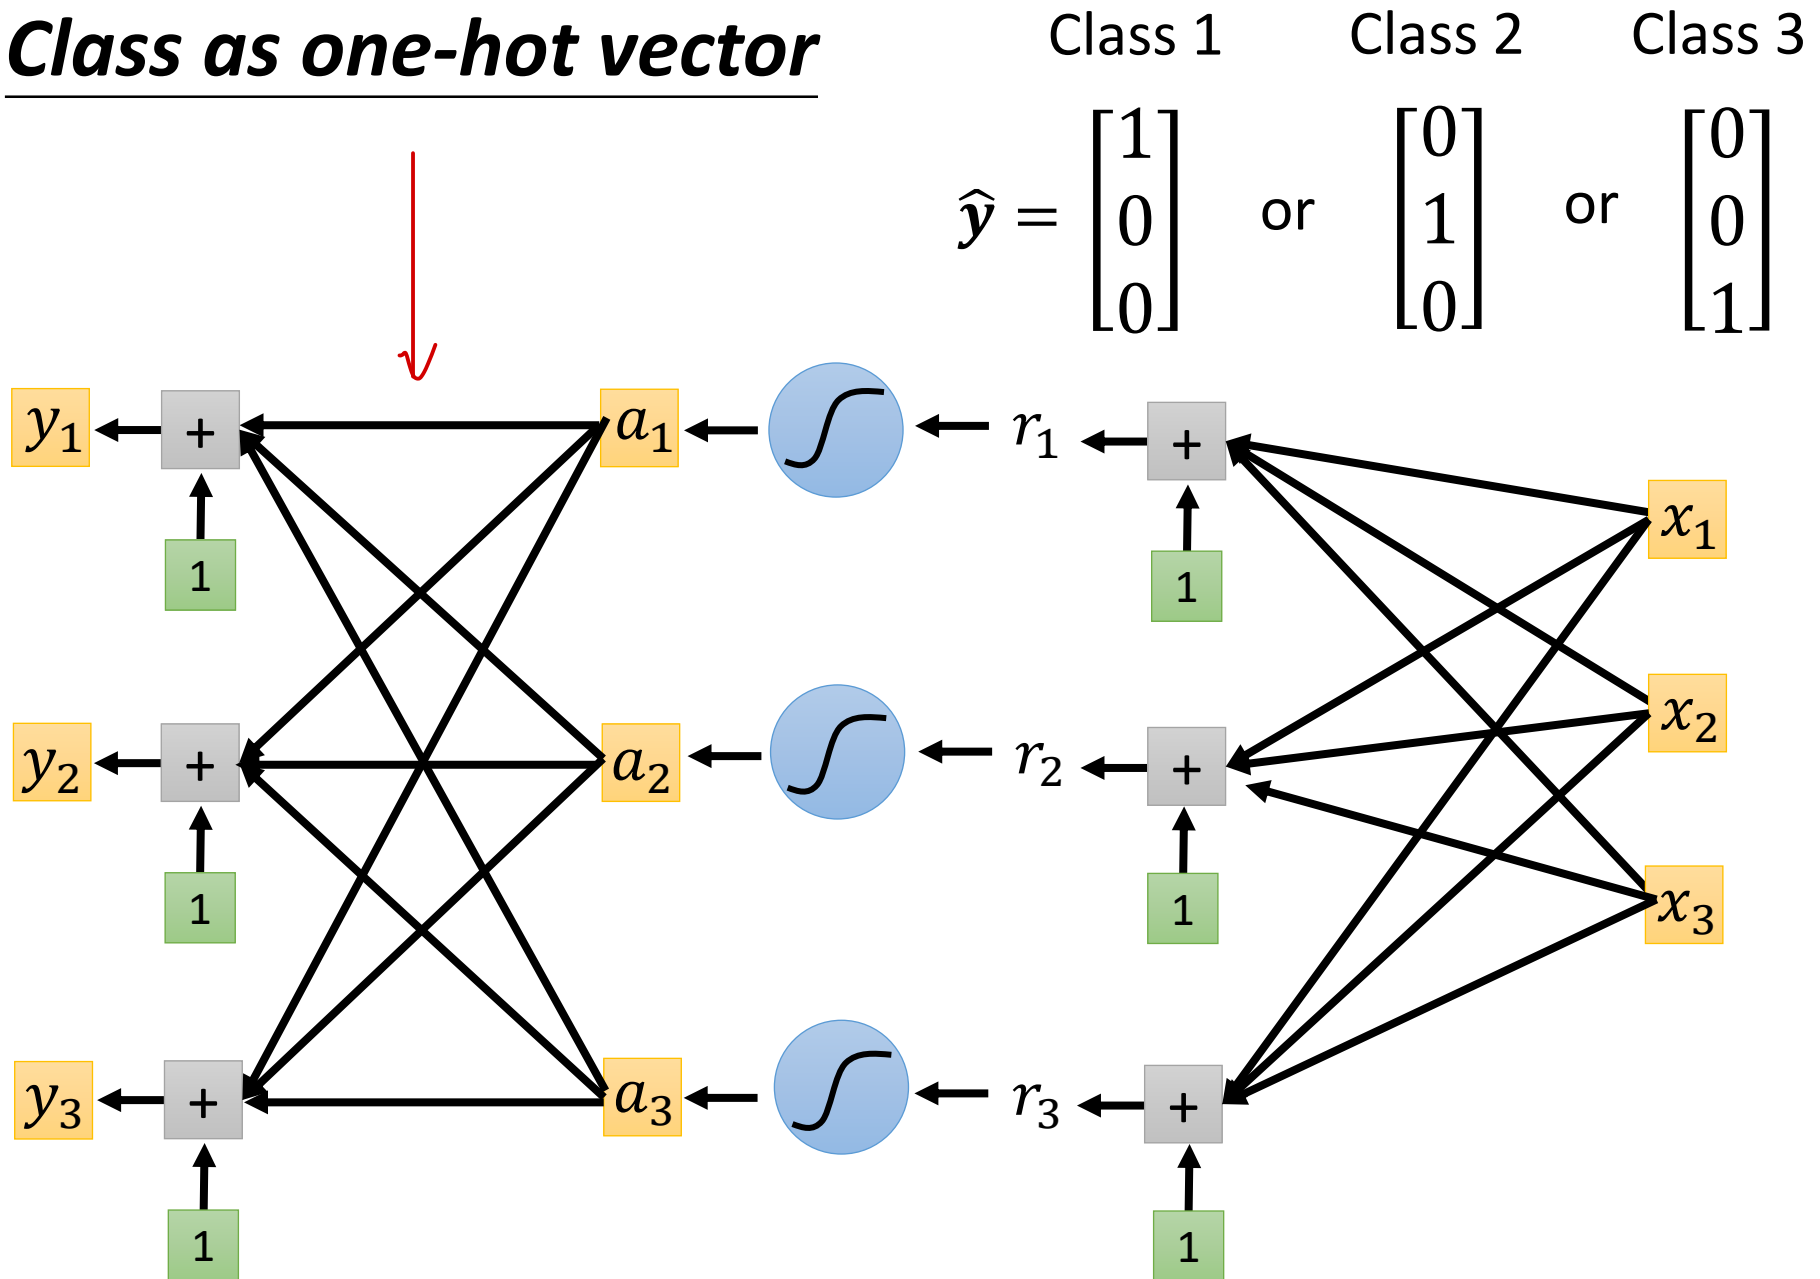 Class as one-hot vector
Class 1 Class 2 Class 3
ŷ = [1 0 0] or [0 1 0] or [0 0 1]
y₁ + a₁ r₁ +
x₁
1 1
x₂
y₂ + a₂ r₂ +
x₃
1 1
y₃ + a₃ r₃ +
1 1